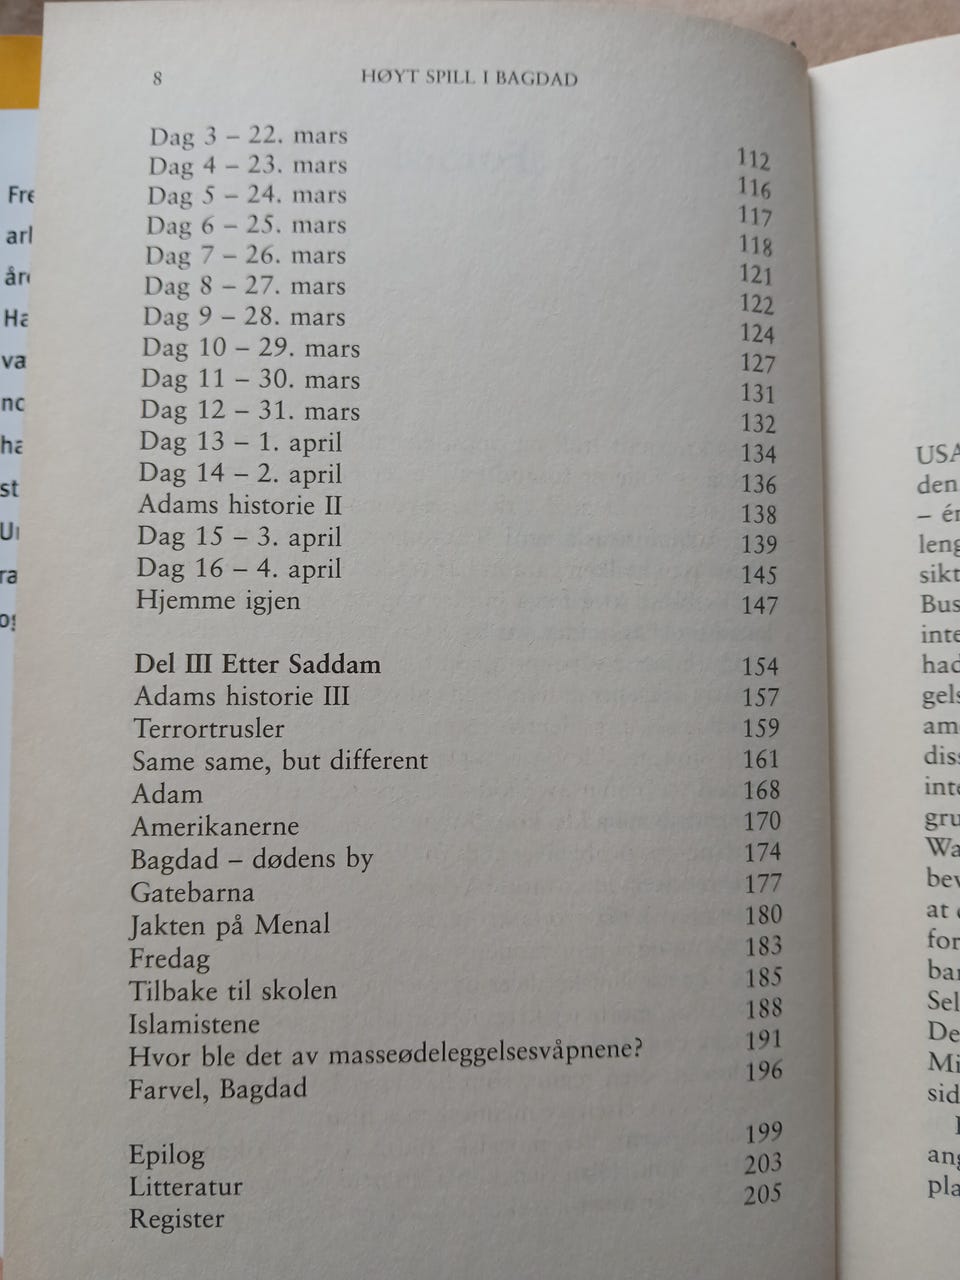 8 HØYT SPILL I BAGDAD
Dag 3 – 22. mars 112
Dag 4 – 23. mars 116
Dag 5 – 24. mars 117
Dag 6 – 25. mars 118
Dag 7 – 26. mars 121
Dag 8 – 27. mars 122
Dag 9 – 28. mars 124
Dag 10 – 29. mars 127
Dag 11 – 30. mars 131
Dag 12 – 31. mars 132
Dag 13 – 1. april 134
Dag 14 – 2. april 136
Adams historie II 138
Dag 15 – 3. april 139
Dag 16 – 4. april 145
Hjemme igjen 147
Del III Etter Saddam 154
Adams historie III 157
Terrortrusler 159
Same same, but different 161
Adam 168
Amerikanerne 170
Bagdad – dødens by 174
Gatebarna 177
Jakten på Menal 180
Fredag 183
Tilbake til skolen 185
Islamistene 188
Hvor ble det av masseødeleggelsesvåpnene? 191
Farvel, Bagdad 196
Epilog 199
Litteratur 203
Register 205